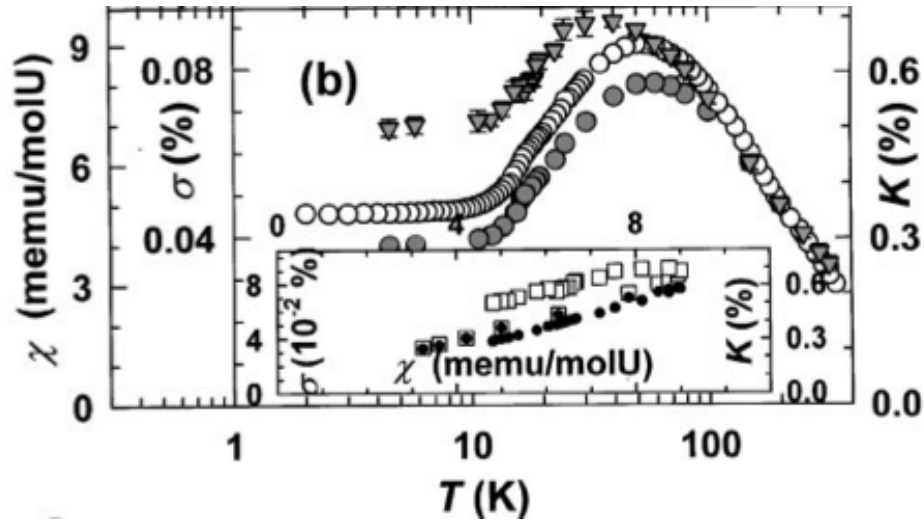 (b)
χ (memu/molU)
9
6
3
0
σ (%)
0.08
0.04
K (%)
0.6
0.3
0.0
0 4 8
σ (10⁻² %)
8
4
0
χ (memu/molU)
K (%)
0.6
0.3
0.0
1 10 100
T (K)